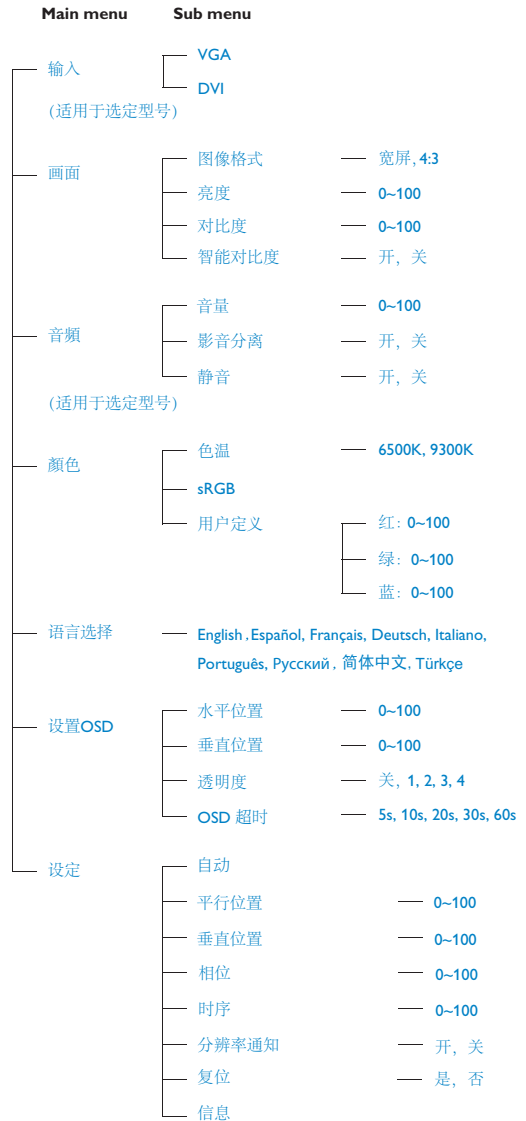 Main menu Sub menu
输入 VGA
DVI
(适用于选定型号)
画面 图像格式 宽屏, 4:3
亮度 0~100
对比度 0~100
智能对比度 开, 关
音頻 音量 0~100
影音分离 开, 关
静音 开, 关
(适用于选定型号)
顏色 色温 6500K, 9300K
sRGB
用户定义 红: 0~100
绿: 0~100
蓝: 0~100
语言选择 English, Español, Français, Deutsch, Italiano,
Português, Русский, 简体中文, Türkçe
设置OSD 水平位置 0~100
垂直位置 0~100
透明度 关, 1, 2, 3, 4
OSD 超时 5s, 10s, 20s, 30s, 60s
设定 自动
平行位置 0~100
垂直位置 0~100
相位 0~100
时序 0~100
分辨率通知 开, 关
复位 是, 否
信息